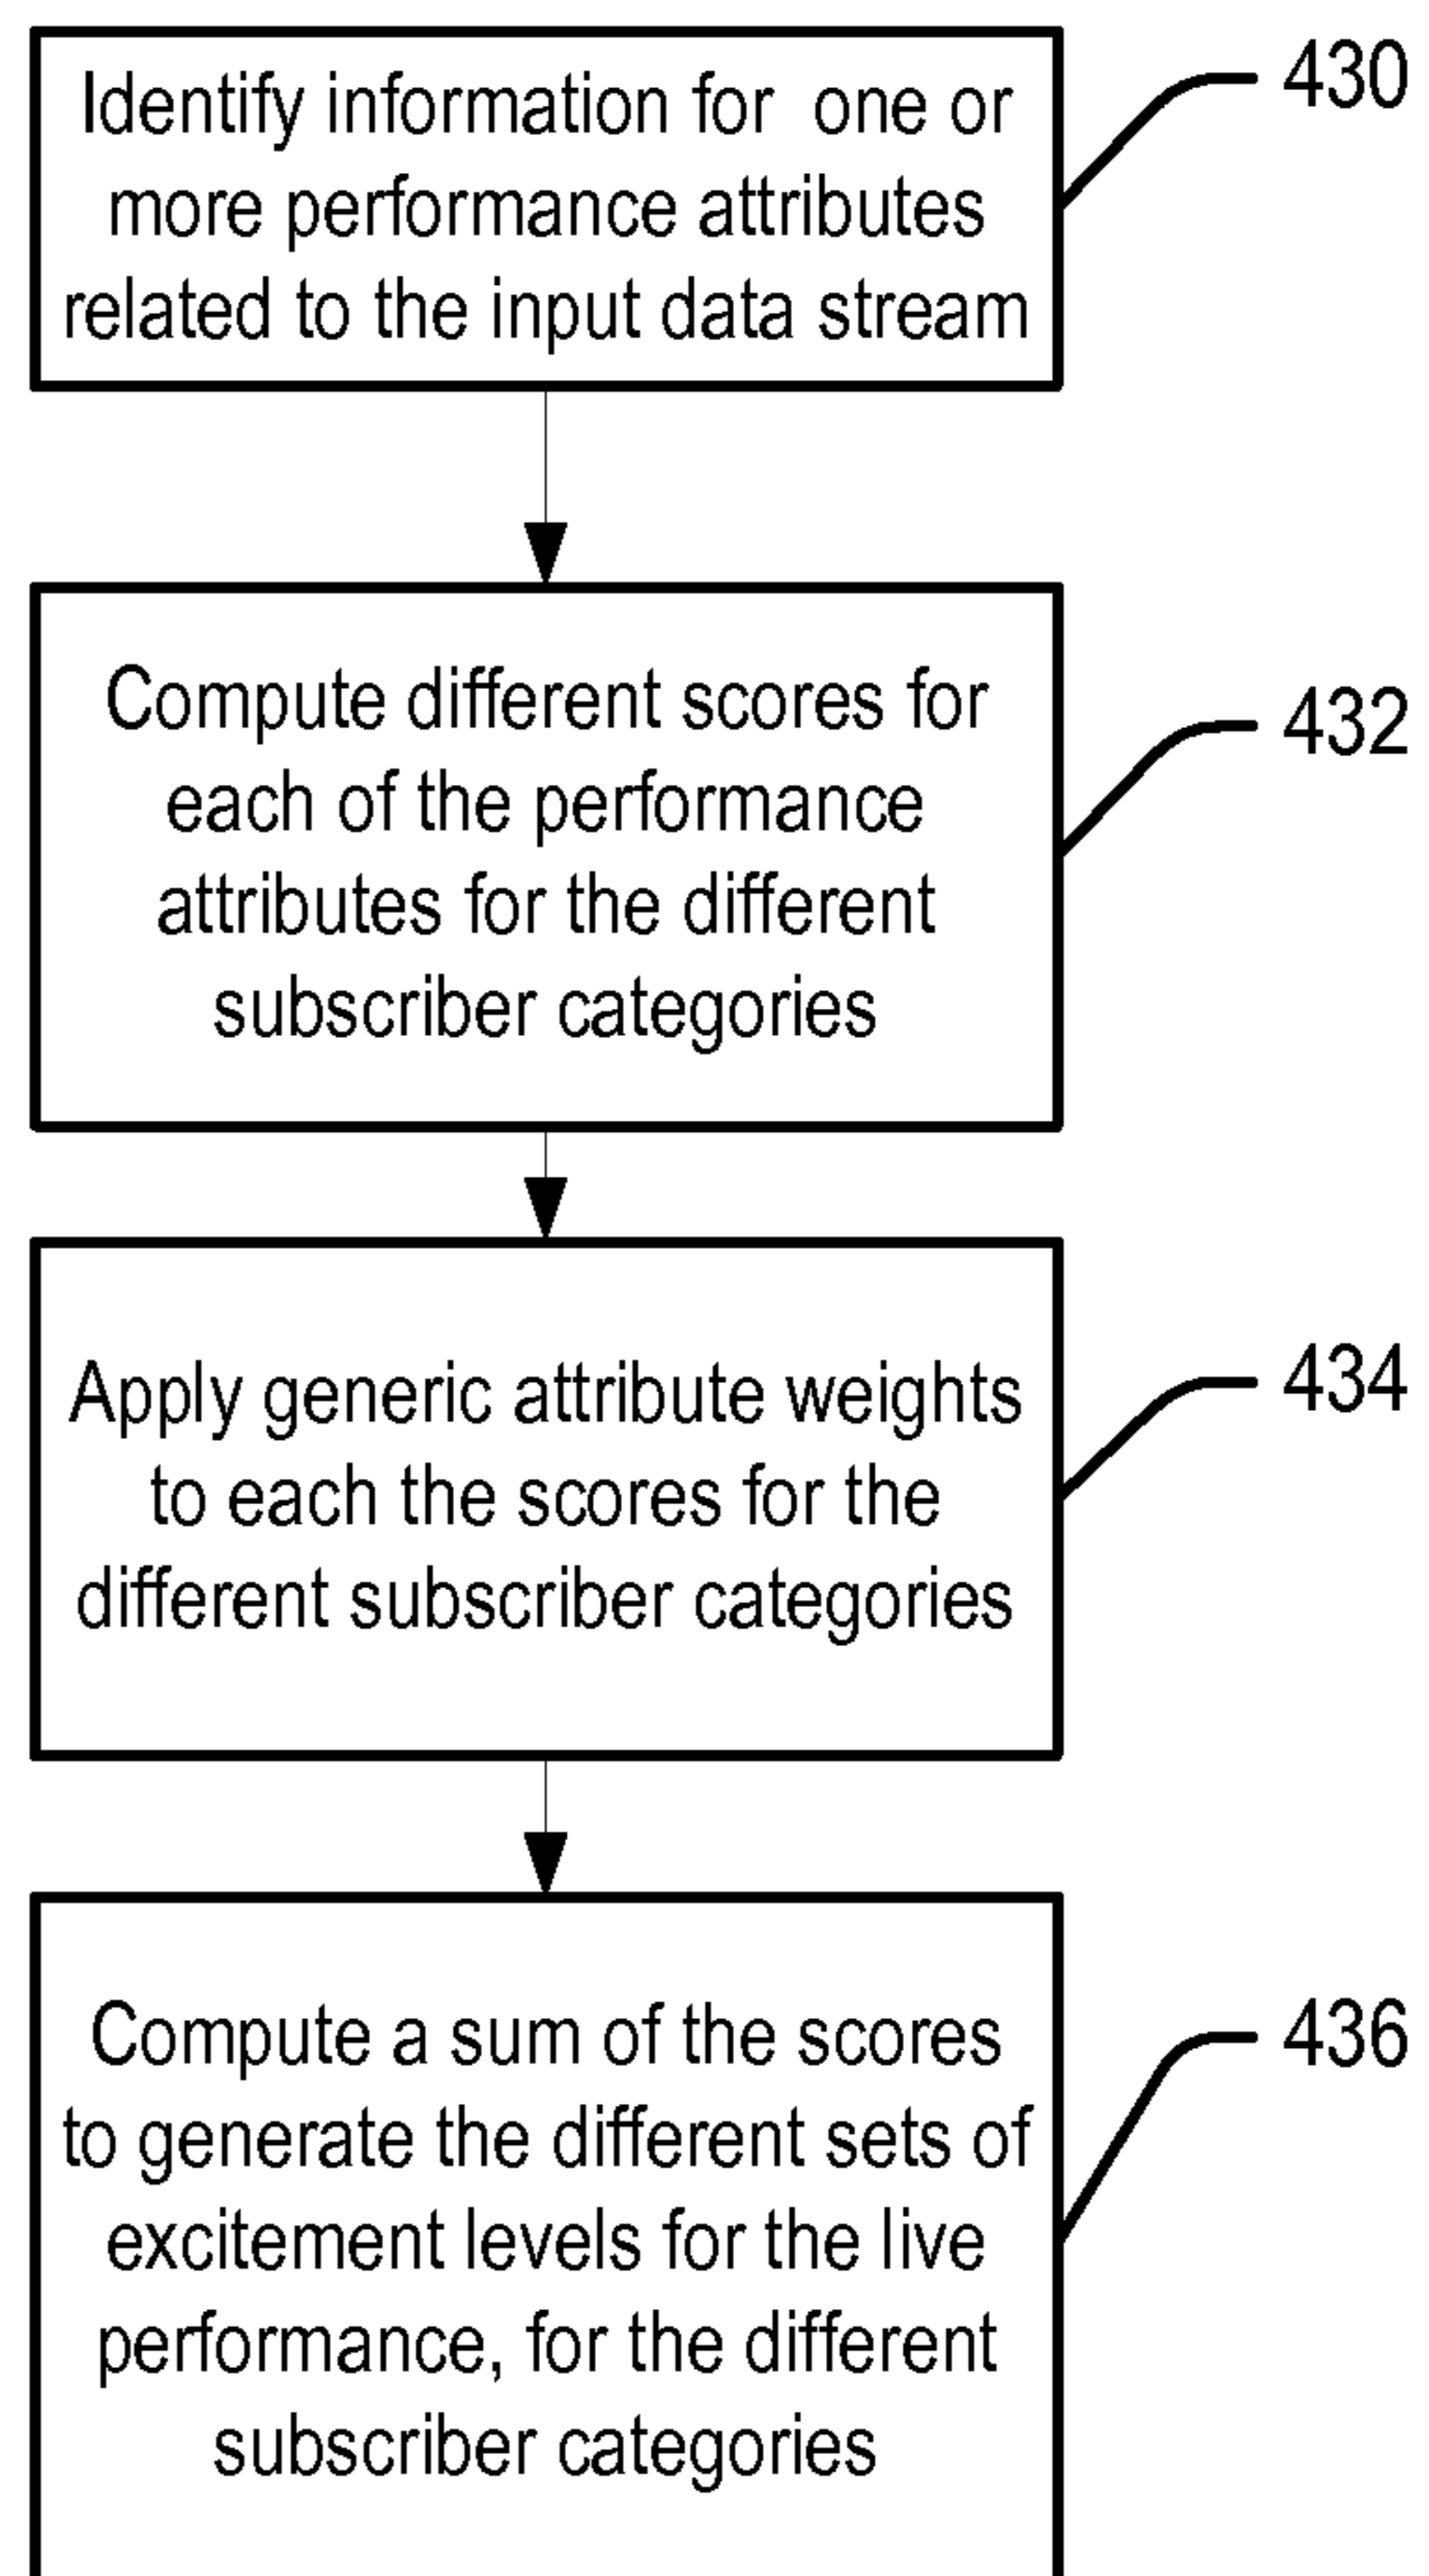 Identify information for one or
more performance attributes
related to the input data stream
430
Compute different scores for
each of the performance
attributes for the different
subscriber categories
432
Apply generic attribute weights
to each the scores for the
different subscriber categories
434
Compute a sum of the scores
to generate the different sets of
excitement levels for the live
performance, for the different
subscriber categories
436